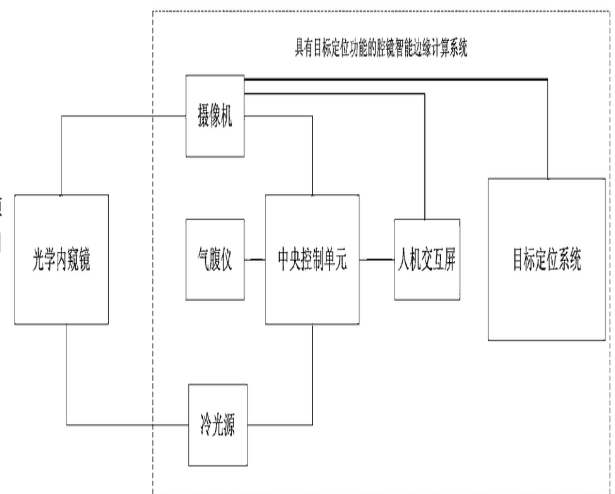 具有目标定位功能的腔镜智能边缘计算系统
摄像机
光学内窥镜
气腹仪
中央控制单元
人机交互屏
目标定位系统
冷光源